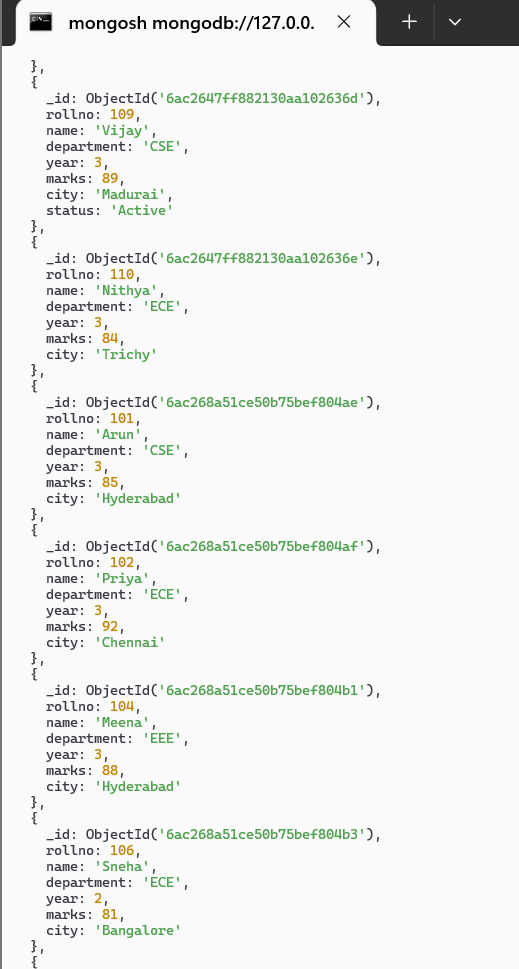 mongosh mongodb://127.0.0.
},
{
_id: ObjectId('6ac2647ff882130aa102636d'),
rollno: 109,
name: 'Vijay',
department: 'CSE',
year: 3,
marks: 89,
city: 'Madurai',
status: 'Active'
},
{
_id: ObjectId('6ac2647ff882130aa102636e'),
rollno: 110,
name: 'Nithya',
department: 'ECE',
year: 3,
marks: 84,
city: 'Trichy'
},
{
_id: ObjectId('6ac268a51ce50b75bef804ae'),
rollno: 101,
name: 'Arun',
department: 'CSE',
year: 3,
marks: 85,
city: 'Hyderabad'
},
{
_id: ObjectId('6ac268a51ce50b75bef804af'),
rollno: 102,
name: 'Priya',
department: 'ECE',
year: 3,
marks: 92,
city: 'Chennai'
},
{
_id: ObjectId('6ac268a51ce50b75bef804b1'),
rollno: 104,
name: 'Meena',
department: 'EEE',
year: 3,
marks: 88,
city: 'Hyderabad'
},
{
_id: ObjectId('6ac268a51ce50b75bef804b3'),
rollno: 106,
name: 'Sneha',
department: 'ECE',
year: 2,
marks: 81,
city: 'Bangalore'
},
{